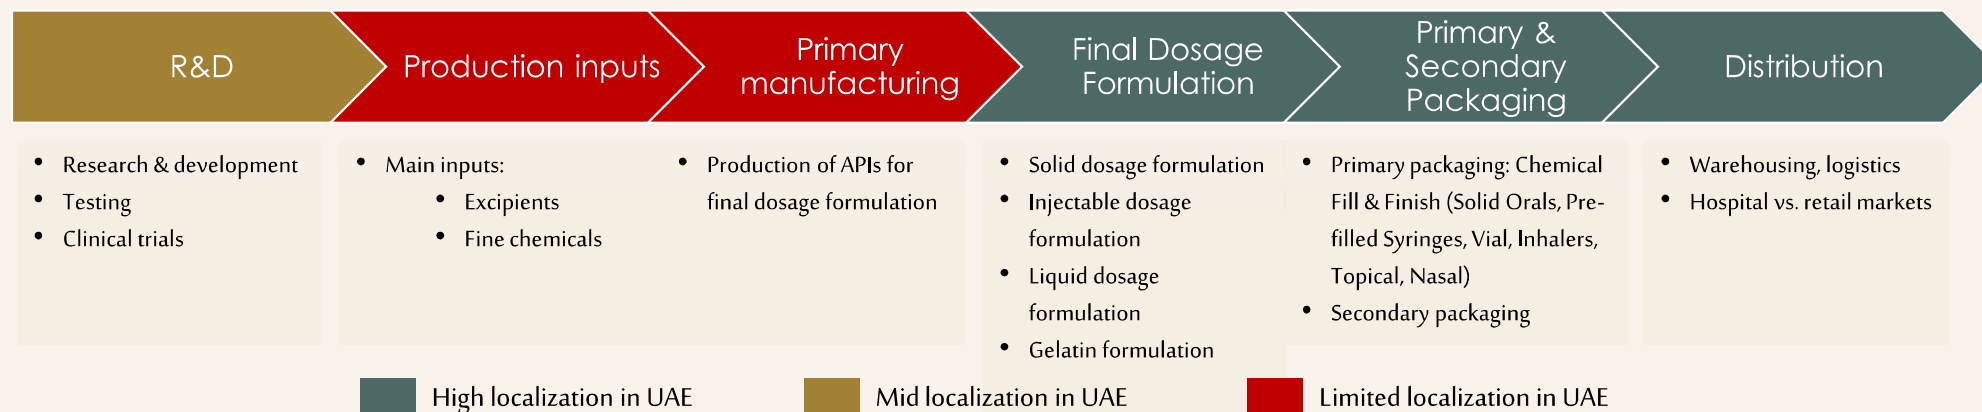 R&D
Production inputs
Primary
manufacturing
Final Dosage
Formulation
Primary &
Secondary
Packaging
Distribution
• Research & development
• Testing
• Clinical trials
• Main inputs:
• Excipients
• Fine chemicals
• Production of APIs for
final dosage formulation
• Solid dosage formulation
• Injectable dosage
formulation
• Liquid dosage
formulation
• Gelatin formulation
• Primary packaging: Chemical
Fill & Finish (Solid Orals, Pre-
filled Syringes, Vial, Inhalers,
Topical, Nasal)
• Secondary packaging
• Warehousing, logistics
• Hospital vs. retail markets
High localization in UAE
Mid localization in UAE
Limited localization in UAE